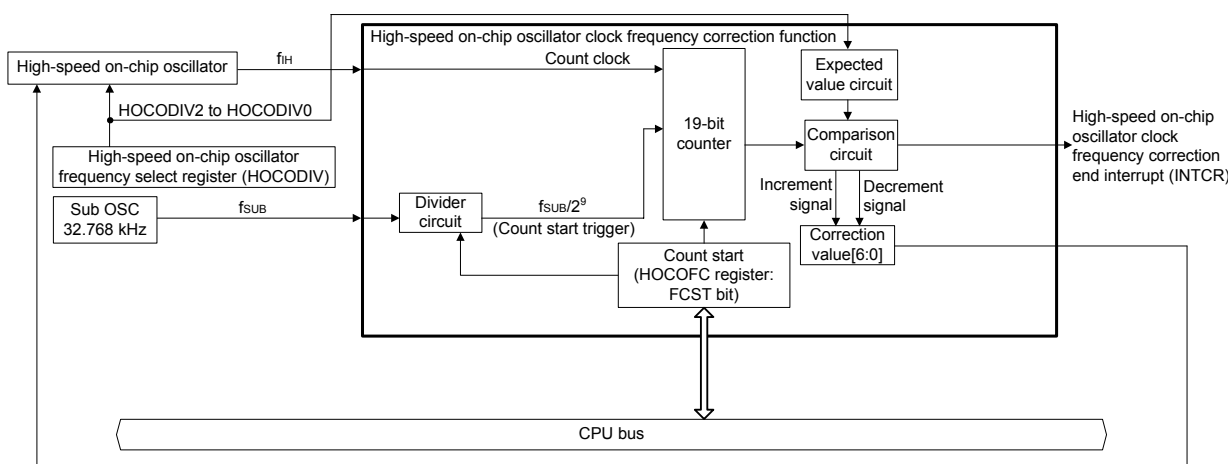 High-speed on-chip oscillator clock frequency correction function
High-speed on-chip oscillator
fIH
Count clock
HOCODIV2 to HOCODIV0
High-speed on-chip oscillator
frequency select register (HOCODIV)
Sub OSC
32.768 kHz
fSUB
Divider
circuit
fSUB/2⁹
(Count start trigger)
19-bit
counter
Count start
(HOCOFC register:
FCST bit)
Expected
value circuit
Comparison
circuit
Increment
signal
Decrement
signal
Correction
value[6:0]
High-speed on-chip
oscillator clock
frequency correction
end interrupt (INTCR)
CPU bus